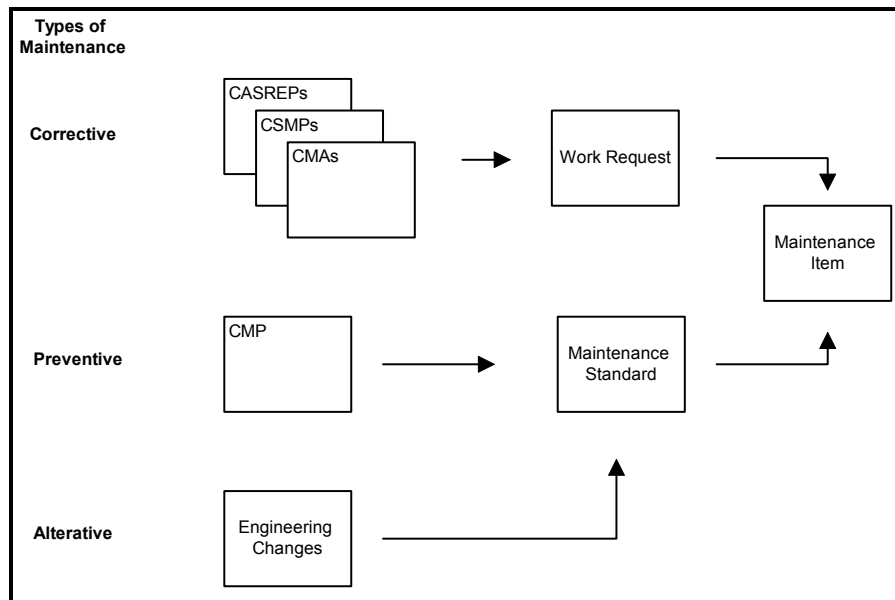 Types of
Maintenance
Corrective
CASREPs
CSMPs
CMAs
Work Request
Maintenance
Item
Preventive
CMP
Maintenance
Standard
Alterative
Engineering
Changes